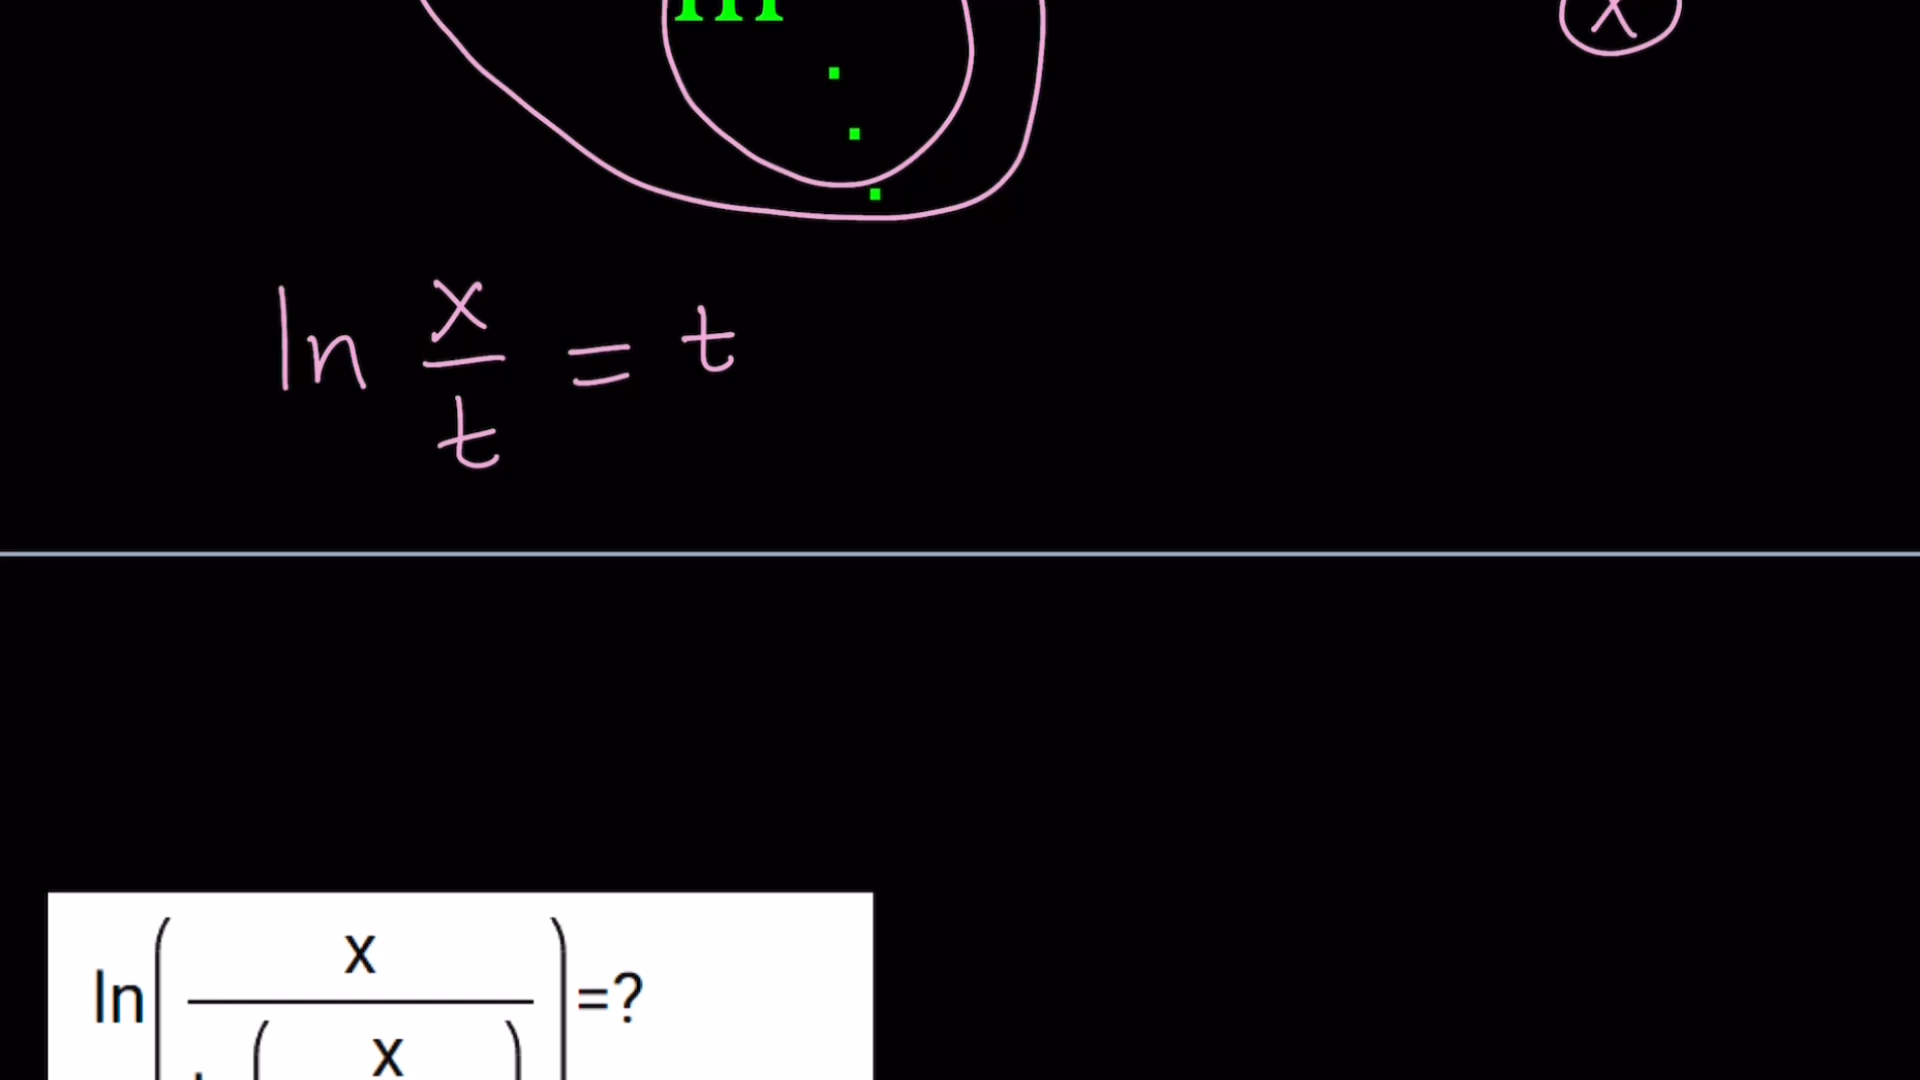 x
ln x/t = t
ln( x
=?
( x )